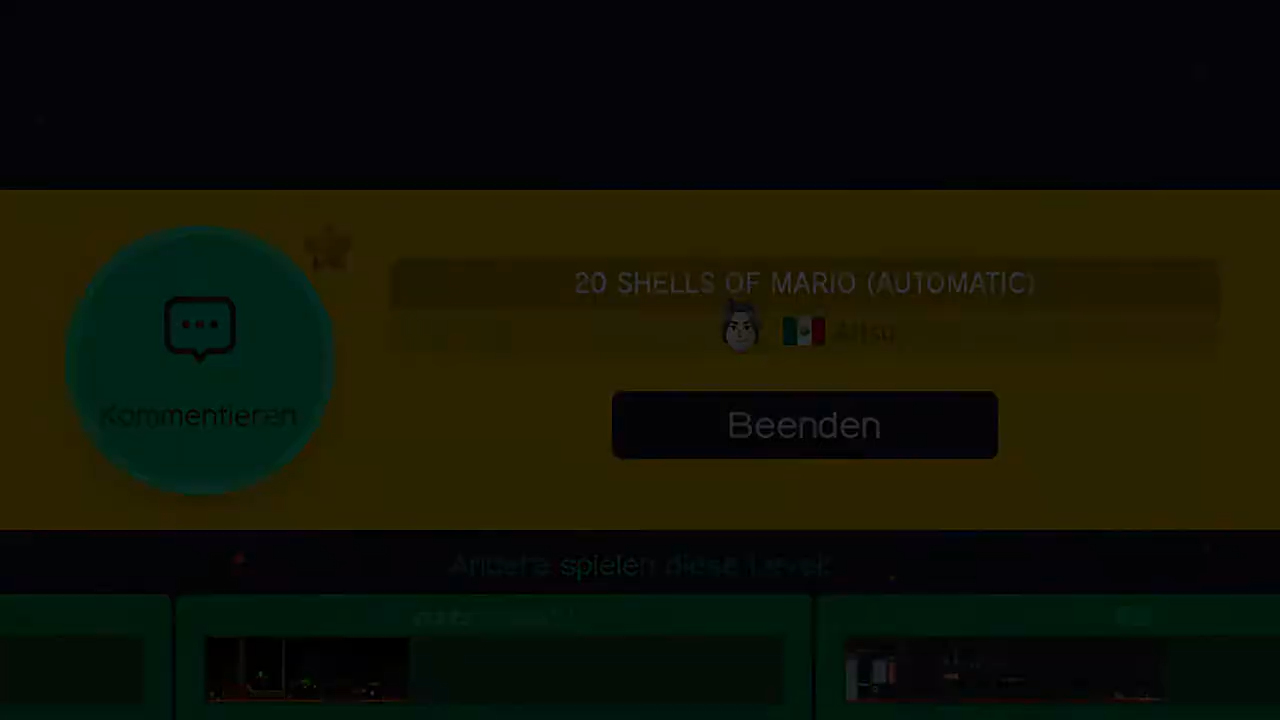 20 SHELLS OF MARIO (AUTOMATIC)
Kommentieren
Beenden
Andere spielen diese Level: